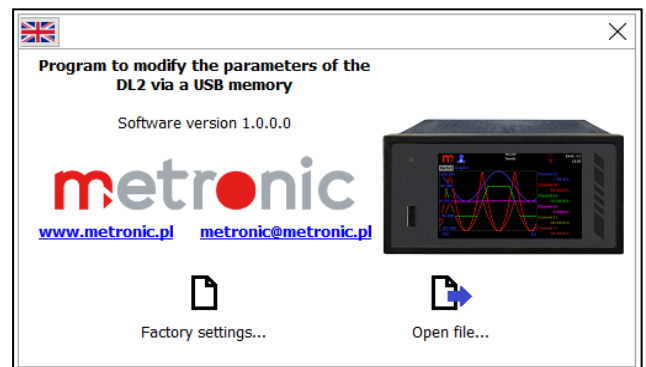 Program to modify the parameters of the
DL2 via a USB memory
Software version 1.0.0.0
metronic
www.metronic.pl metronic@metronic.pl
Factory settings...
Open file...